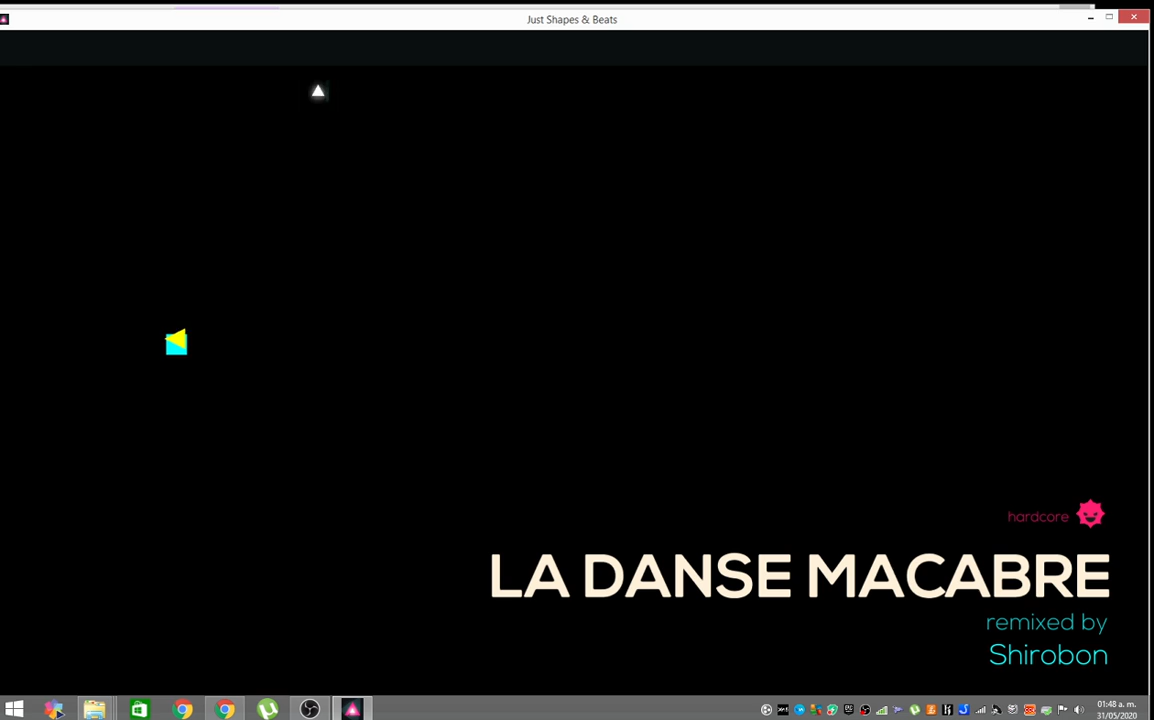 Just Shapes & Beats
hardcore
LA DANSE MACABRE
remixed by
Shirobon
01:48 a. m.
31/05/2020